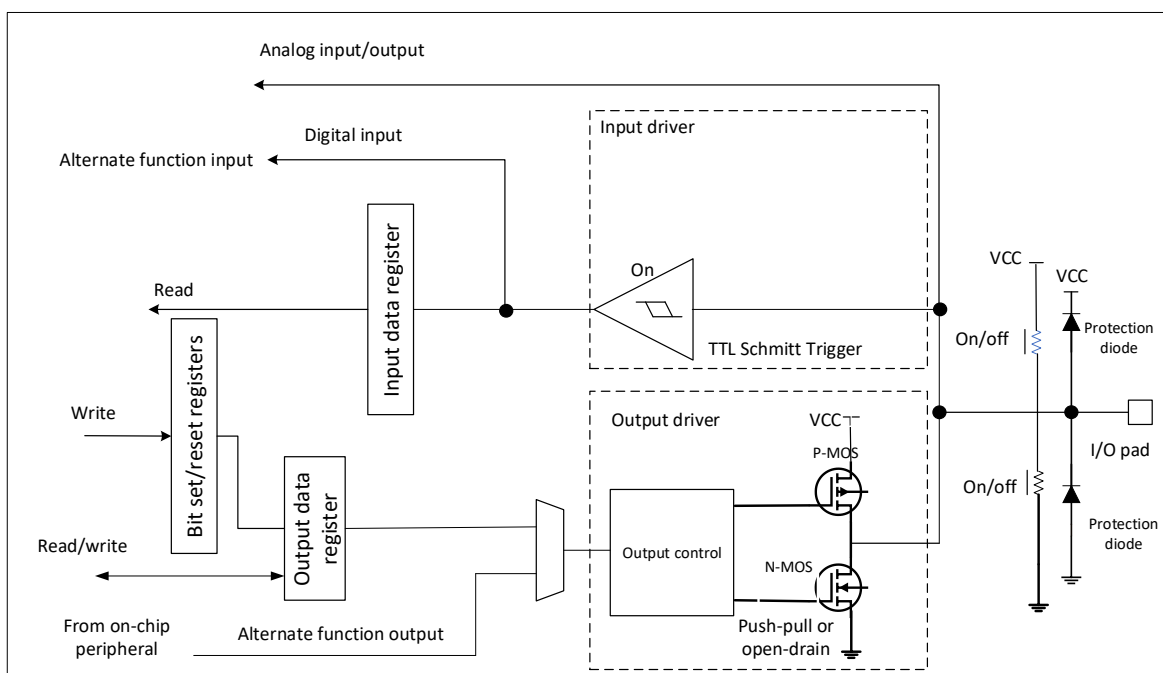 Analog input/output
Input driver
Digital input
Alternate function input
VCC
VCC
On
Read
Input data register
TTL Schmitt Trigger
On/off
Protection
diode
Bit set/reset registers
Write
Output driver
VCC
P-MOS
I/O pad
On/off
Output data
register
Read/write
Output control
N-MOS
Protection
diode
From on-chip
peripheral
Alternate function output
Push-pull or
open-drain